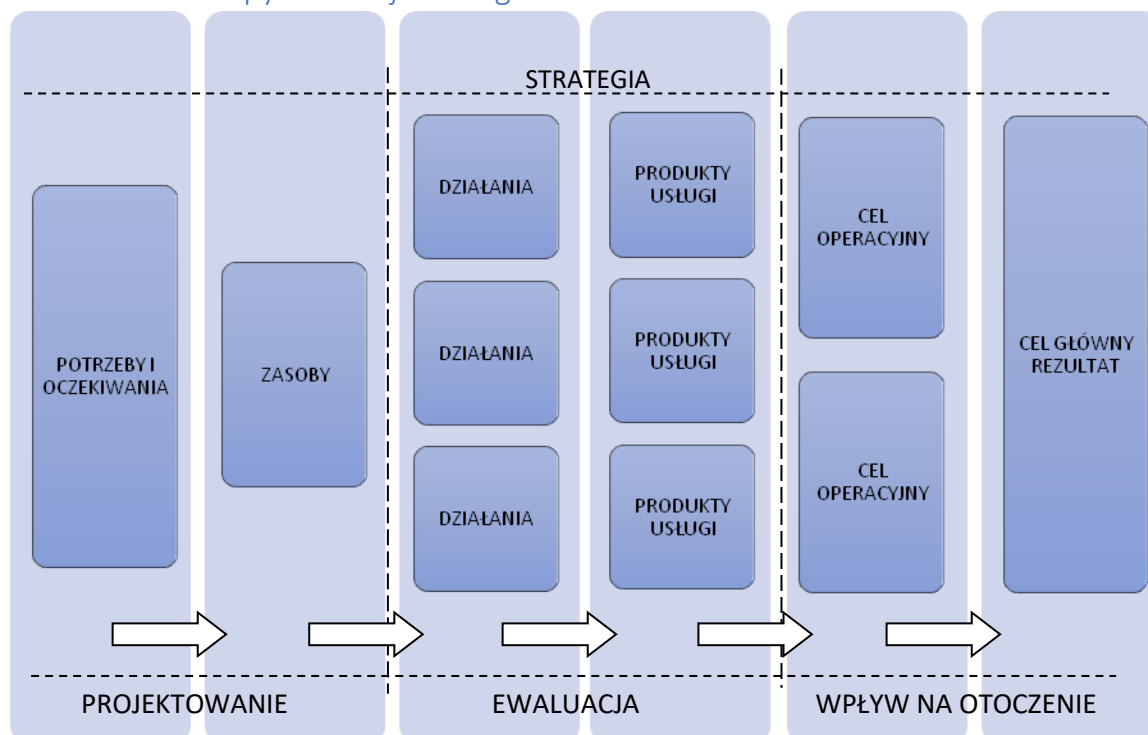 STRATEGIA
POTRZEBY I
OCZEKIWANIA
ZASOBY
DZIAŁANIA
DZIAŁANIA
DZIAŁANIA
PRODUKTY
USŁUGI
PRODUKTY
USŁUGI
PRODUKTY
USŁUGI
CEL
OPERACYJNY
CEL
OPERACYJNY
CEL GŁÓWNY
REZULTAT
PROJEKTOWANIE
EWALUACJA
WPŁYW NA OTOCZENIE